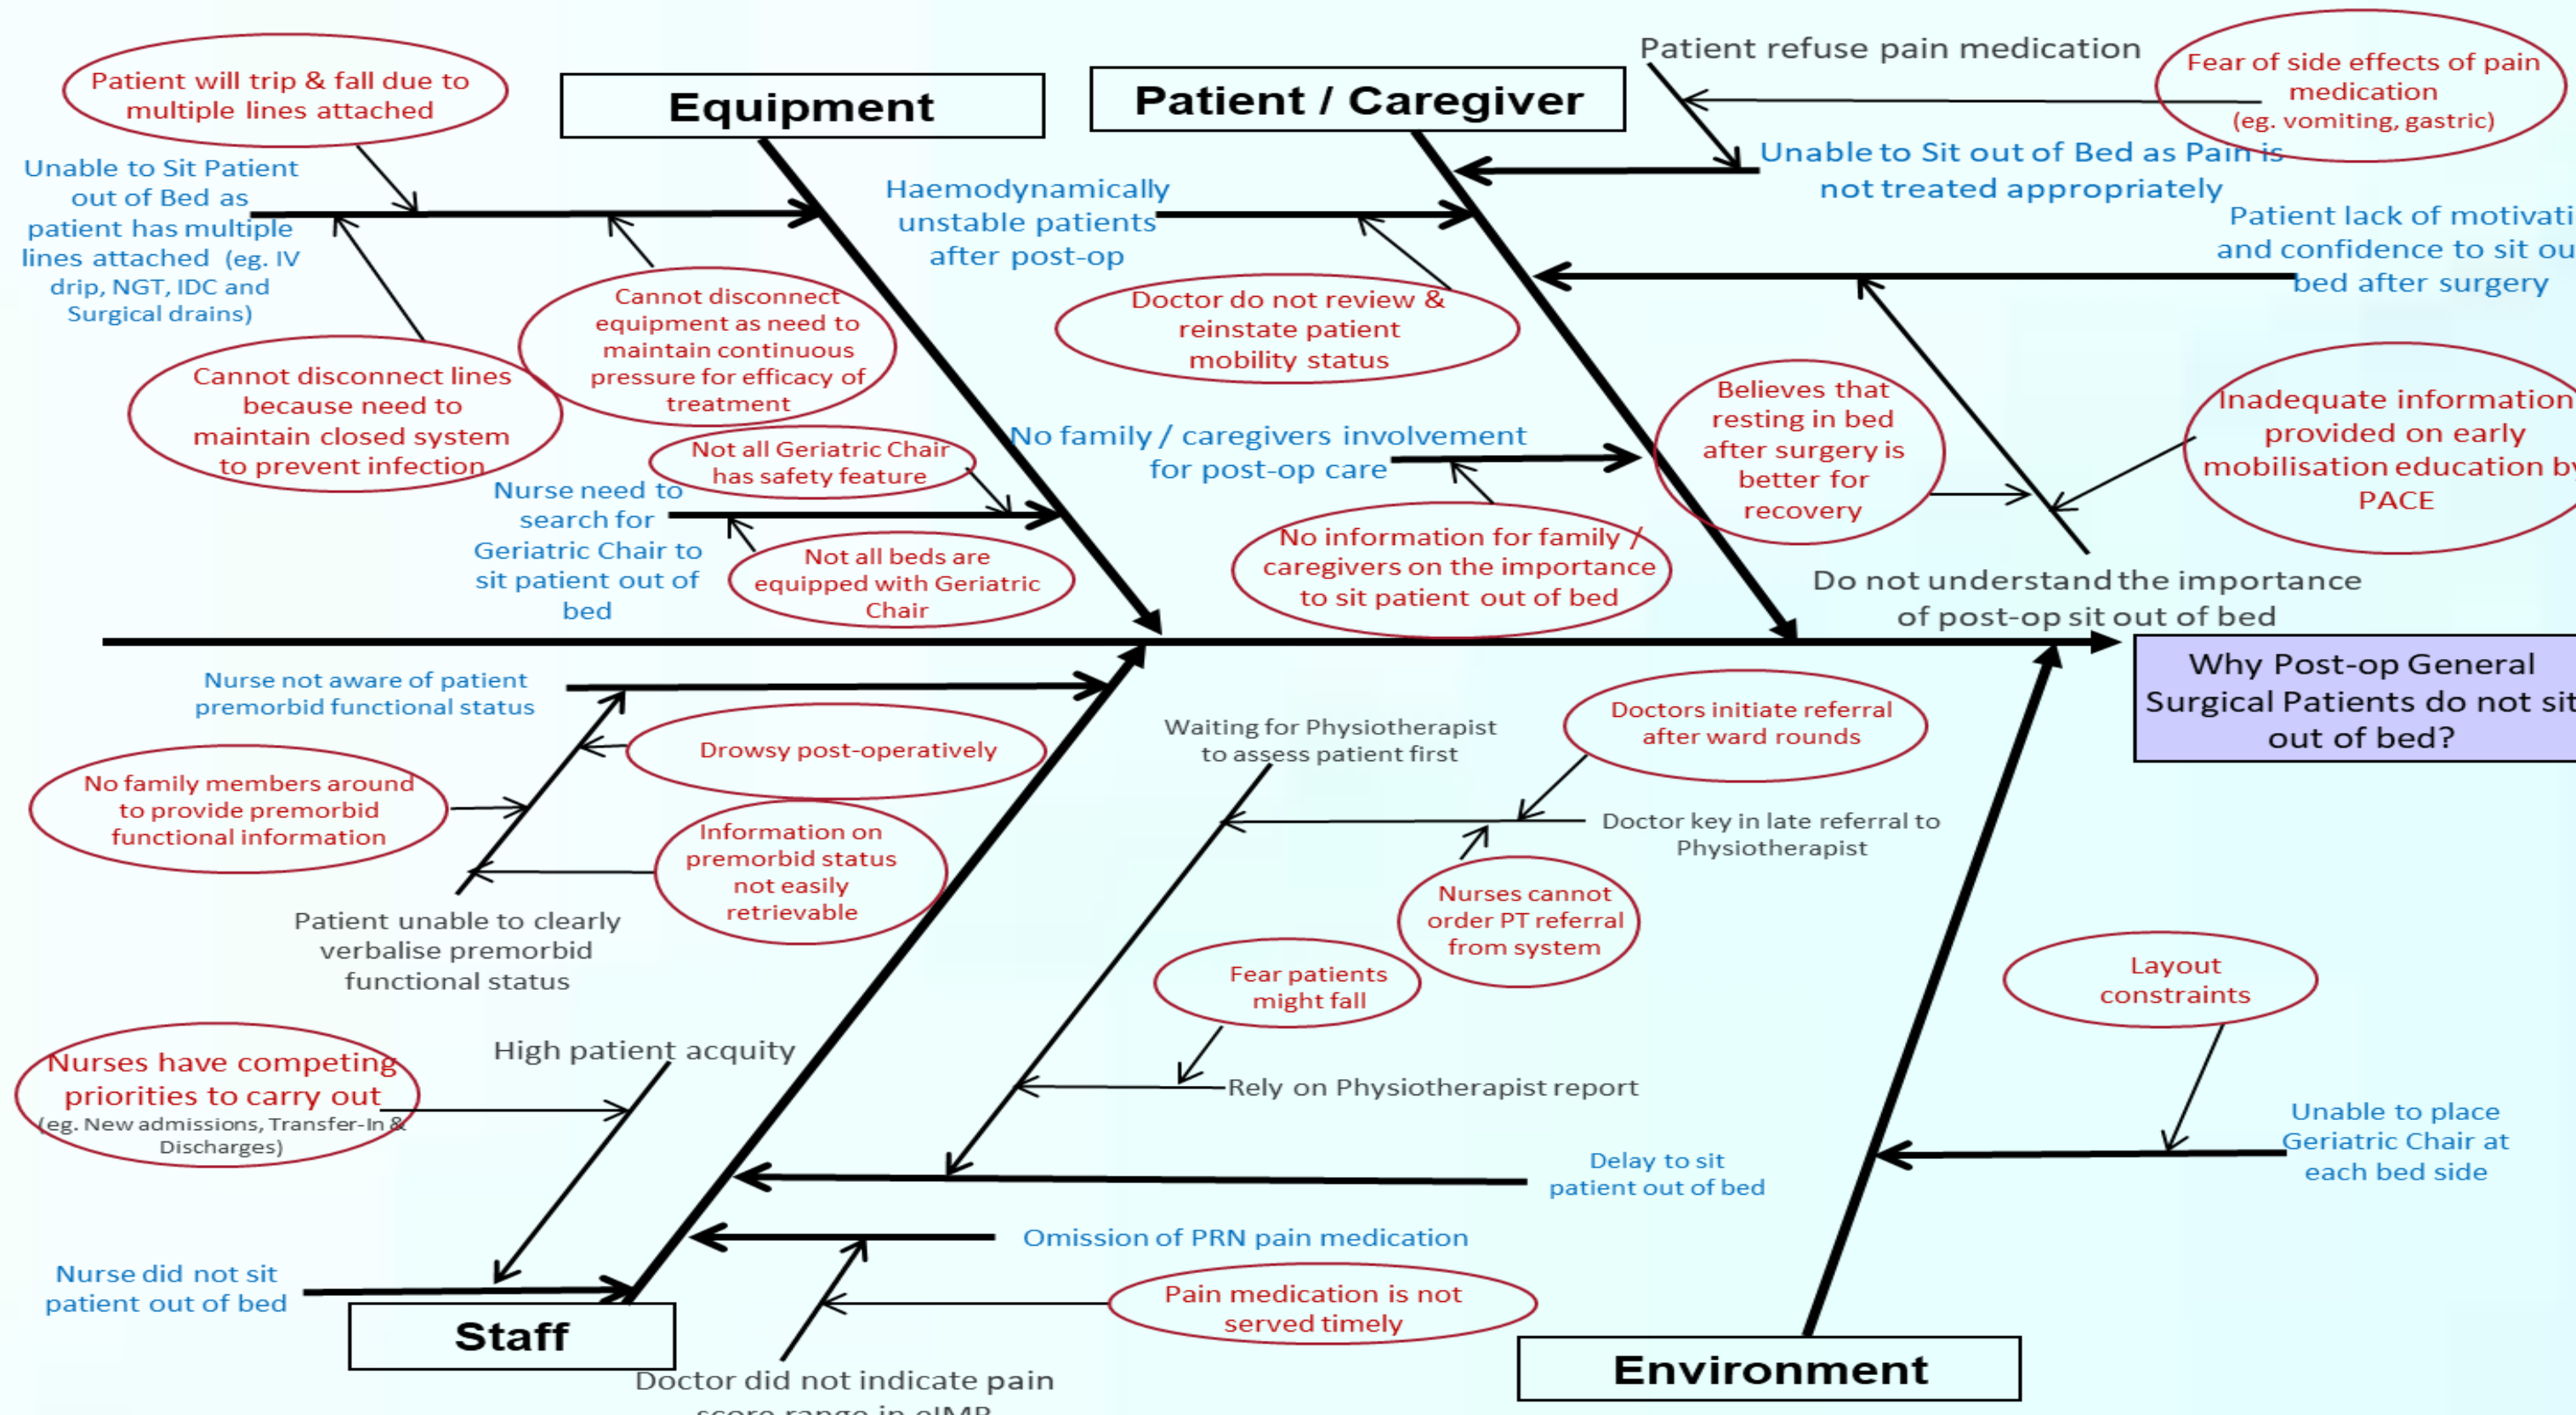 Patient will trip & fall due to
multiple lines attached
Equipment
Patient / Caregiver
Patient refuse pain medication
Fear of side effects of pain
medication
(eg. vomiting, gastric)
Unable to Sit Patient
out of Bed as
patient has multiple
lines attached (eg. IV
drip, NGT, IDC and
Surgical drains)
Haemodynamically
unstable patients
after post-op
Unable to Sit out of Bed as Pain is
not treated appropriately
Patient lack of motivati
and confidence to sit ou
bed after surgery
Cannot disconnect
equipment as need to
maintain continuous
pressure for efficacy of
treatment
Doctor do not review &
reinstate patient
mobility status
Cannot disconnect lines
because need to
maintain closed system
to prevent infection
Not all Geriatric Chair
has safety feature
No family / caregivers involvement
for post-op care
Believes that
resting in bed
after surgery is
better for
recovery
Inadequate information
provided on early
mobilisation education by
PACE
Nurse need to
search for
Geriatric Chair to
sit patient out of
bed
Not all beds are
equipped with Geriatric
Chair
No information for family /
caregivers on the importance
to sit patient out of bed
Do not understand the importance
of post-op sit out of bed
Why Post-op General
Surgical Patients do not sit
out of bed?
Nurse not aware of patient
premorbid functional status
Drowsy post-operatively
Waiting for Physiotherapist
to assess patient first
Doctors initiate referral
after ward rounds
No family members around
to provide premorbid
functional information
Information on
premorbid status
not easily
retrievable
Doctor key in late referral to
Physiotherapist
Nurses cannot
order PT referral
from system
Patient unable to clearly
verbalise premorbid
functional status
Fear patients
might fall
Layout
constraints
Nurses have competing
priorities to carry out
(eg. New admissions, Transfer-In &
Discharges)
High patient acquity
Rely on Physiotherapist report
Unable to place
Geriatric Chair at
each bed side
Delay to sit
patient out of bed
Omission of PRN pain medication
Nurse did not sit
patient out of bed
Pain medication is not
served timely
Staff
Environment
Doctor did not indicate pain
score range in eIMR